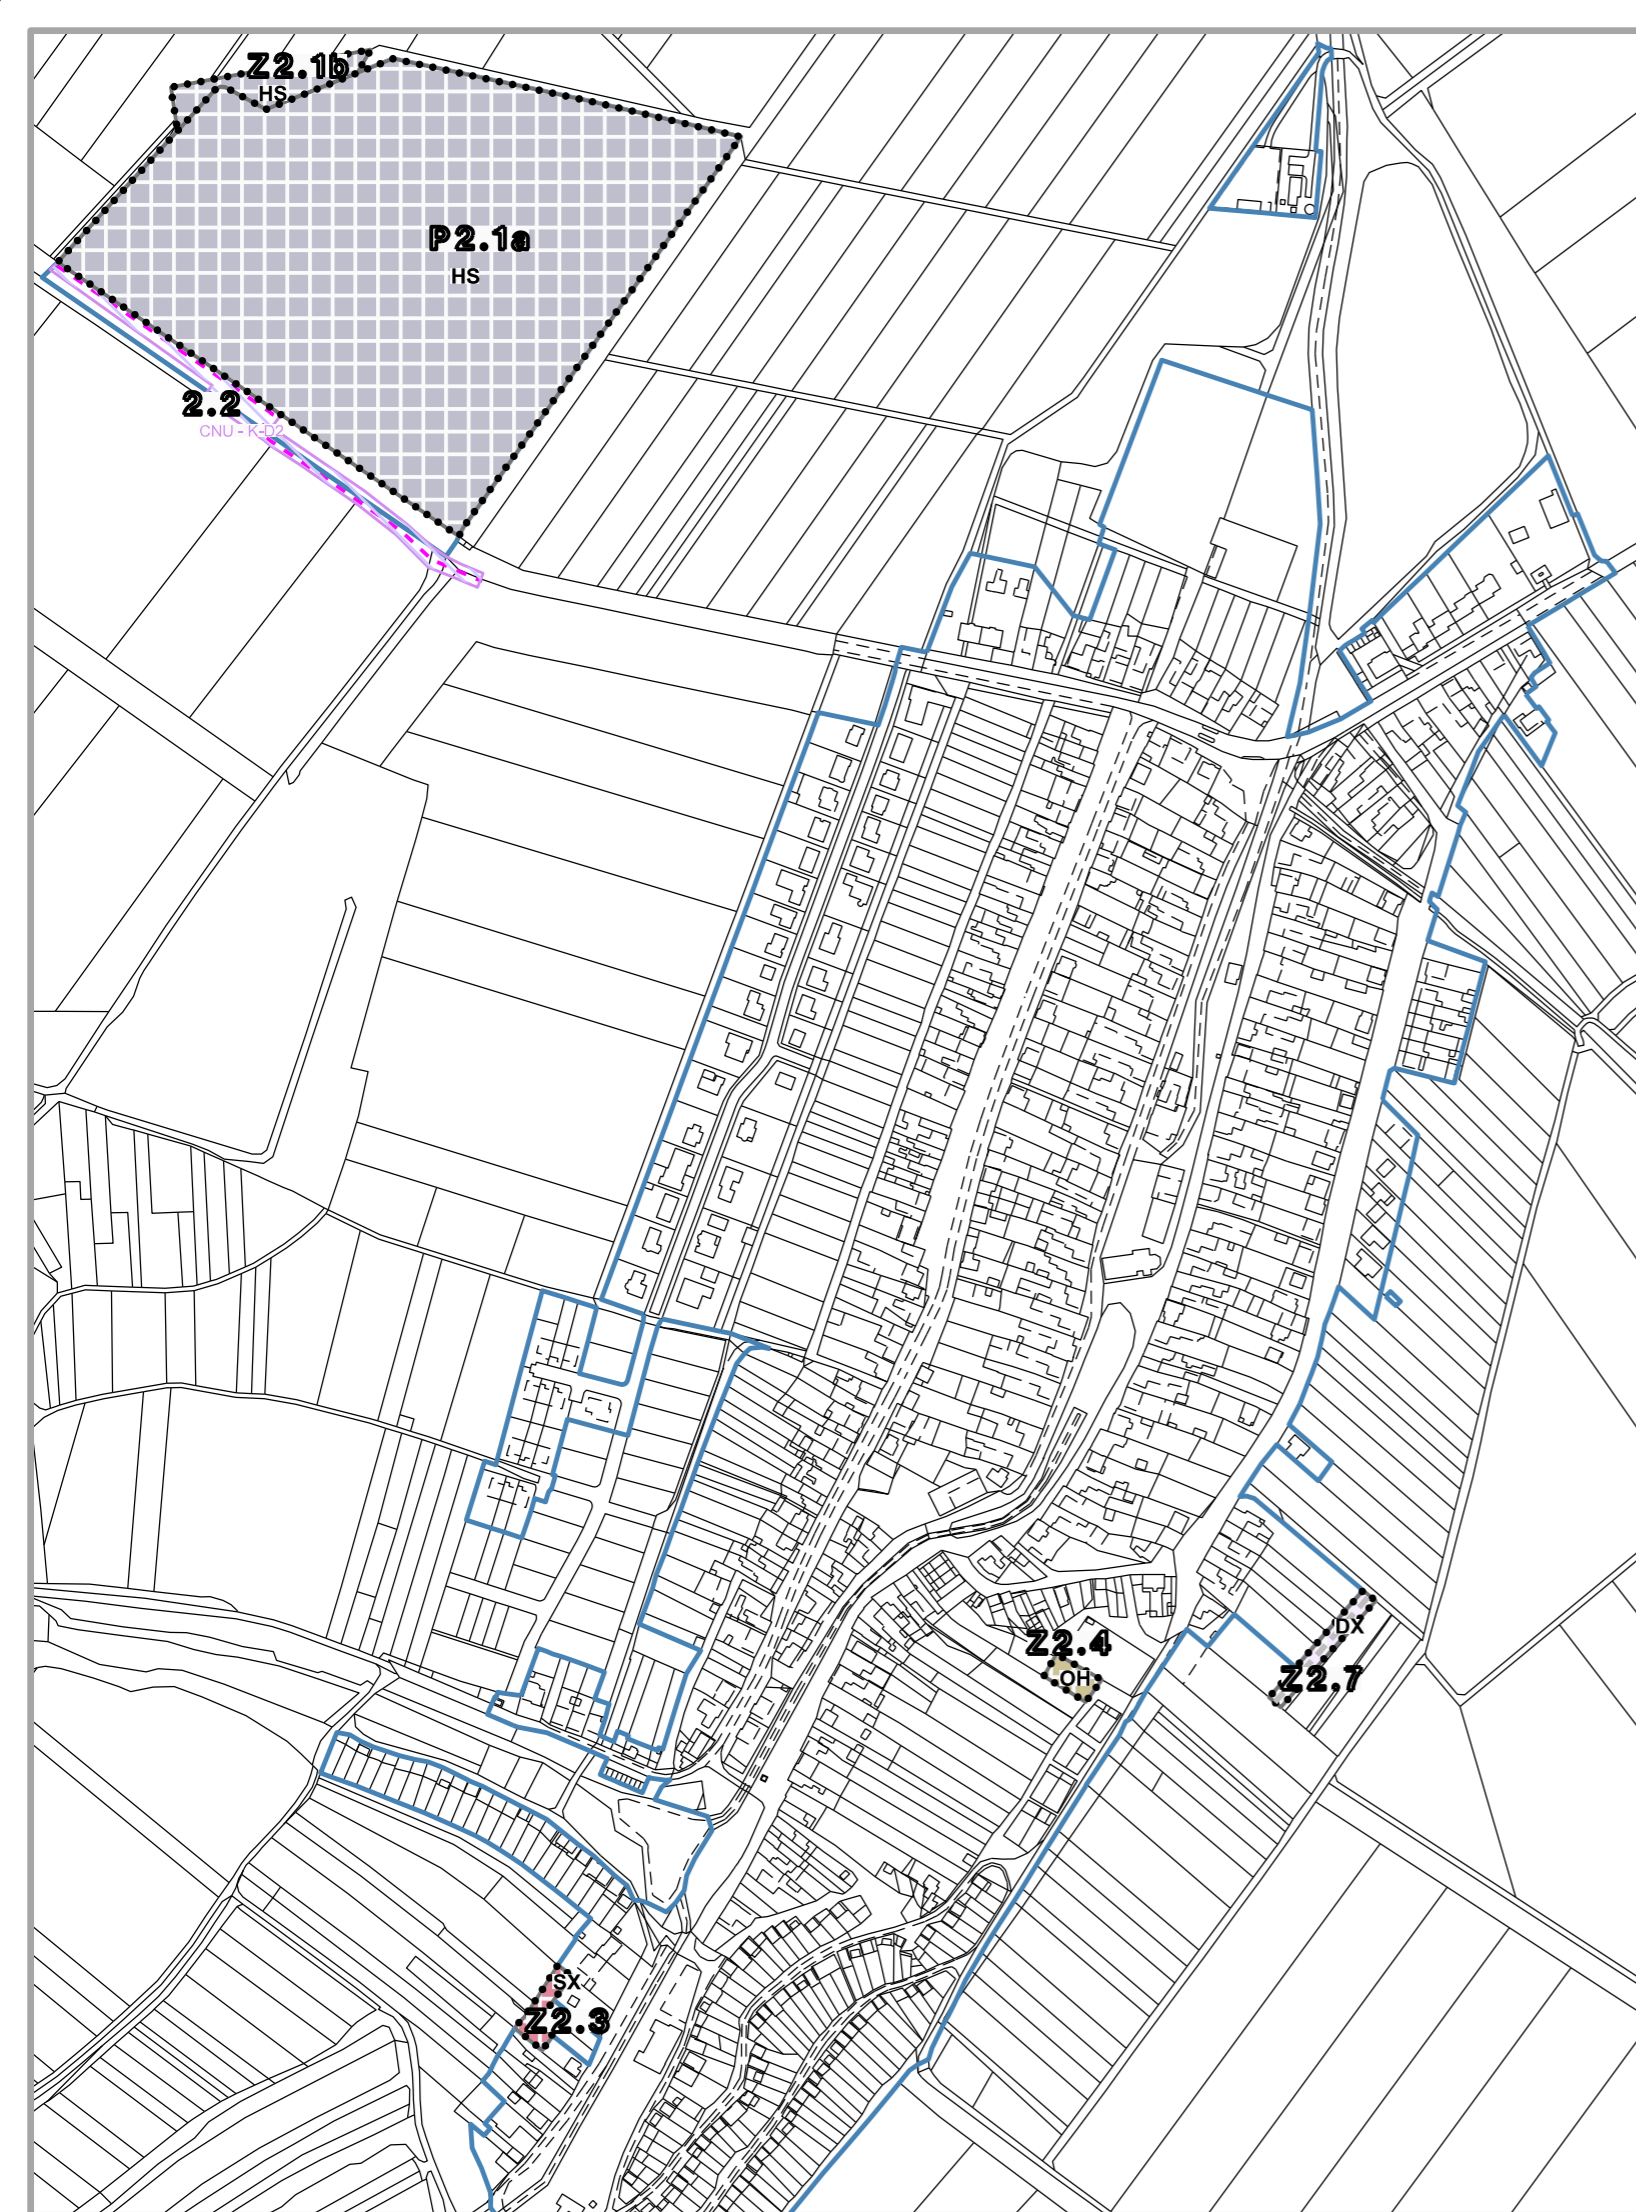 Z2.1b
HS
P2.1a
HS
2.2
CNU - K-D2
DX
Z2.4
OH
Z2.7
SX
Z2.3